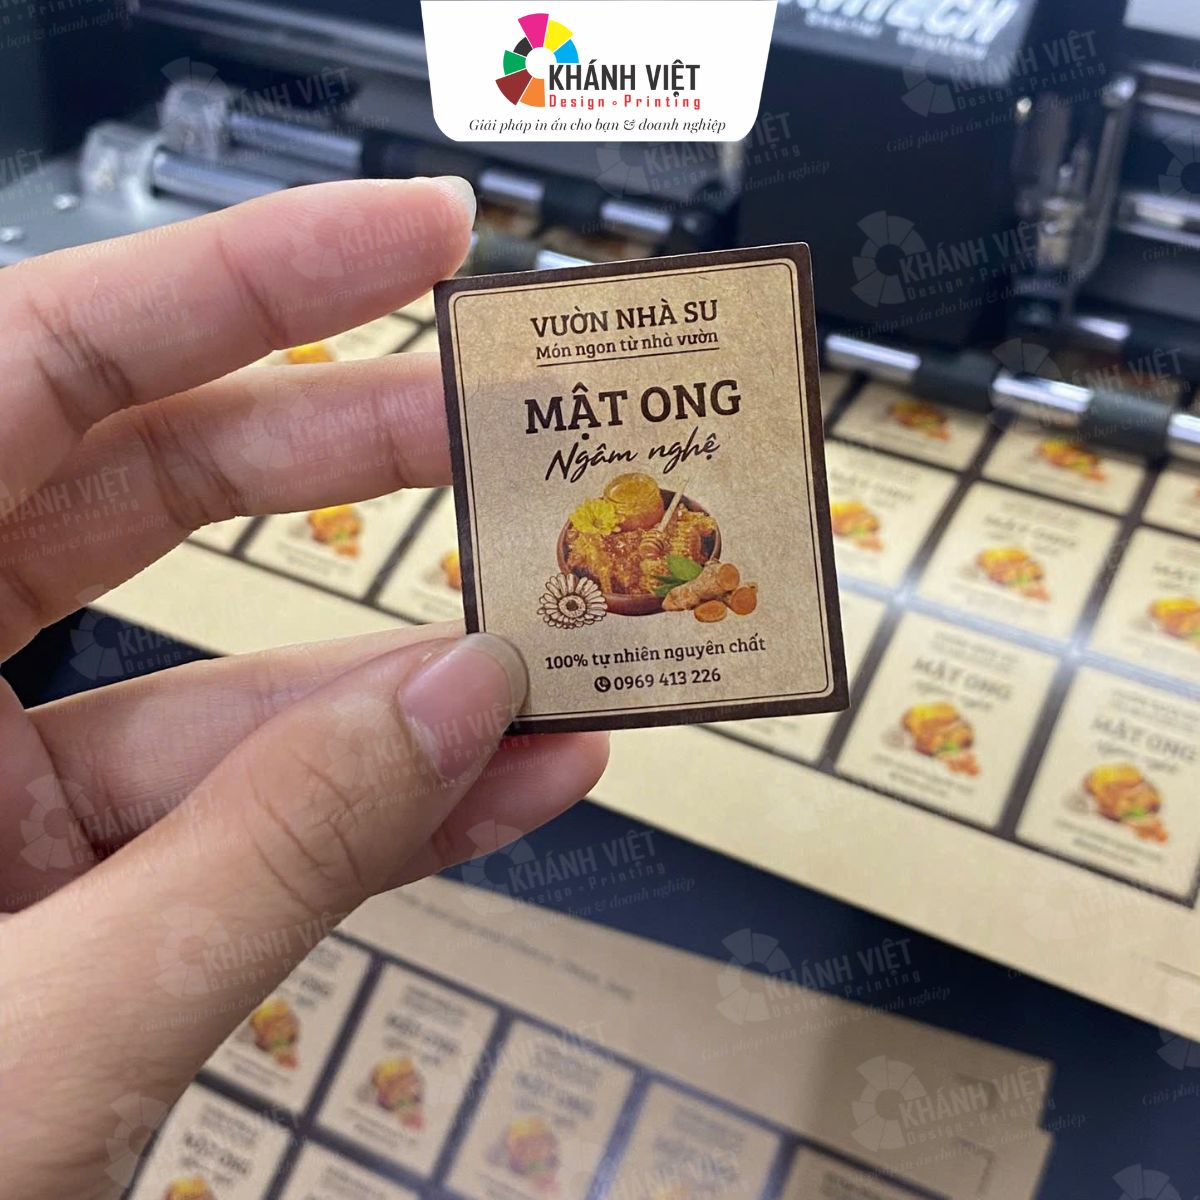 KHÁNH VIỆT
Design Printing
Giải pháp in ấn cho bạn & doanh nghiệp
VƯỜN NHÀ SU
Món ngon từ nhà vườn
MẬT ONG
Ngâm nghệ
100% tự nhiên nguyên chất
0969 413 226